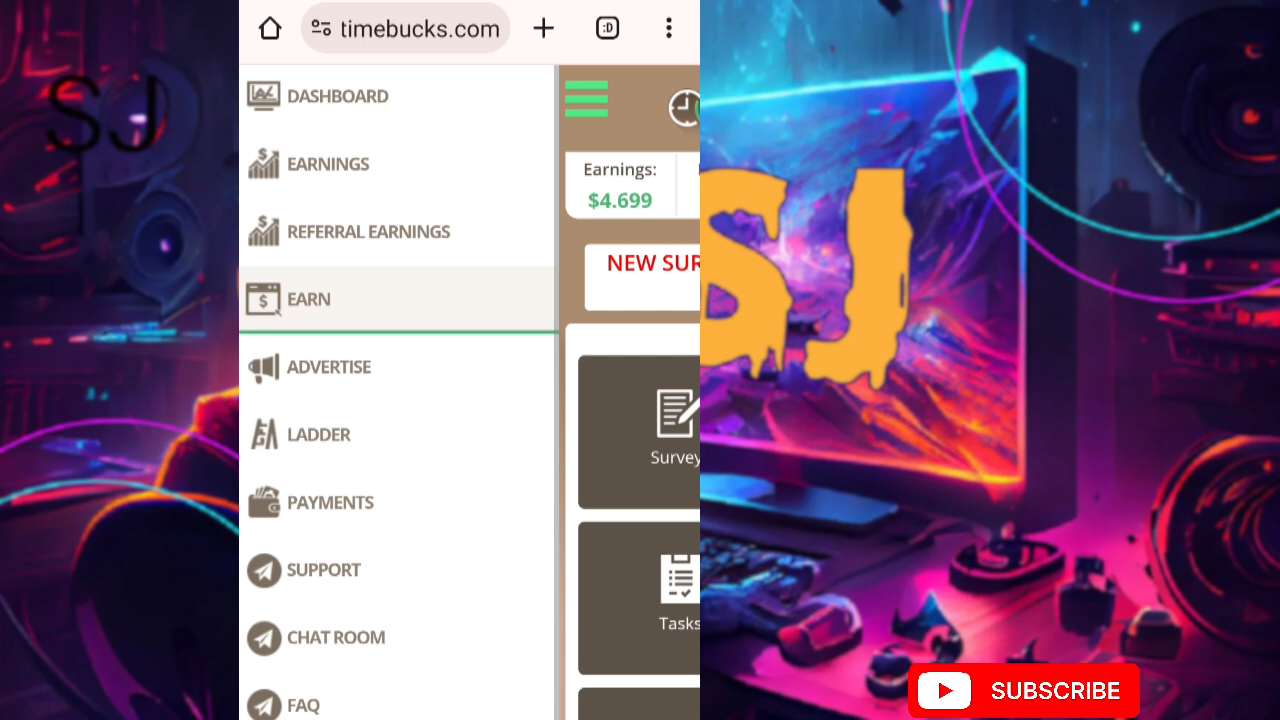 SJ
:D
timebucks.com
DASHBOARD
EARNINGS
REFERRAL EARNINGS
EARN
ADVERTISE
LADDER
PAYMENTS
SUPPORT
CHAT ROOM
FAQ
Earnings:
$4.699
NEW SUR
Survey
Tasks
SJ
SUBSCRIBE